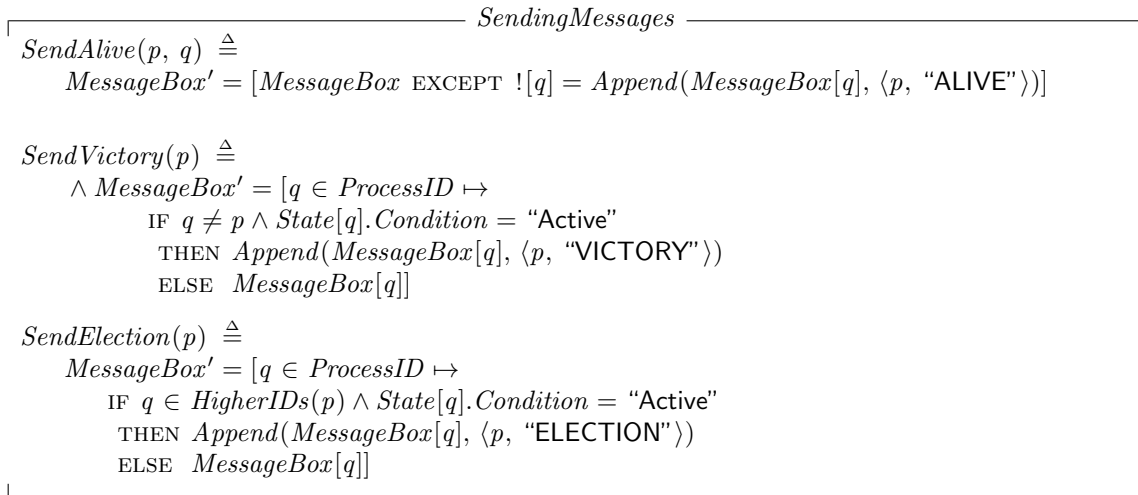 SendingMessages
SendAlive(p, q) ≜
MessageBox′ = [MessageBox EXCEPT ![q] = Append(MessageBox[q], ⟨p, “ALIVE”⟩)]
SendVictory(p) ≜
∧ MessageBox′ = [q ∈ ProcessID ↦
IF q ≠ p ∧ State[q].Condition = “Active”
THEN Append(MessageBox[q], ⟨p, “VICTORY”⟩)
ELSE MessageBox[q]]
SendElection(p) ≜
MessageBox′ = [q ∈ ProcessID ↦
IF q ∈ HigherIDs(p) ∧ State[q].Condition = “Active”
THEN Append(MessageBox[q], ⟨p, “ELECTION”⟩)
ELSE MessageBox[q]]